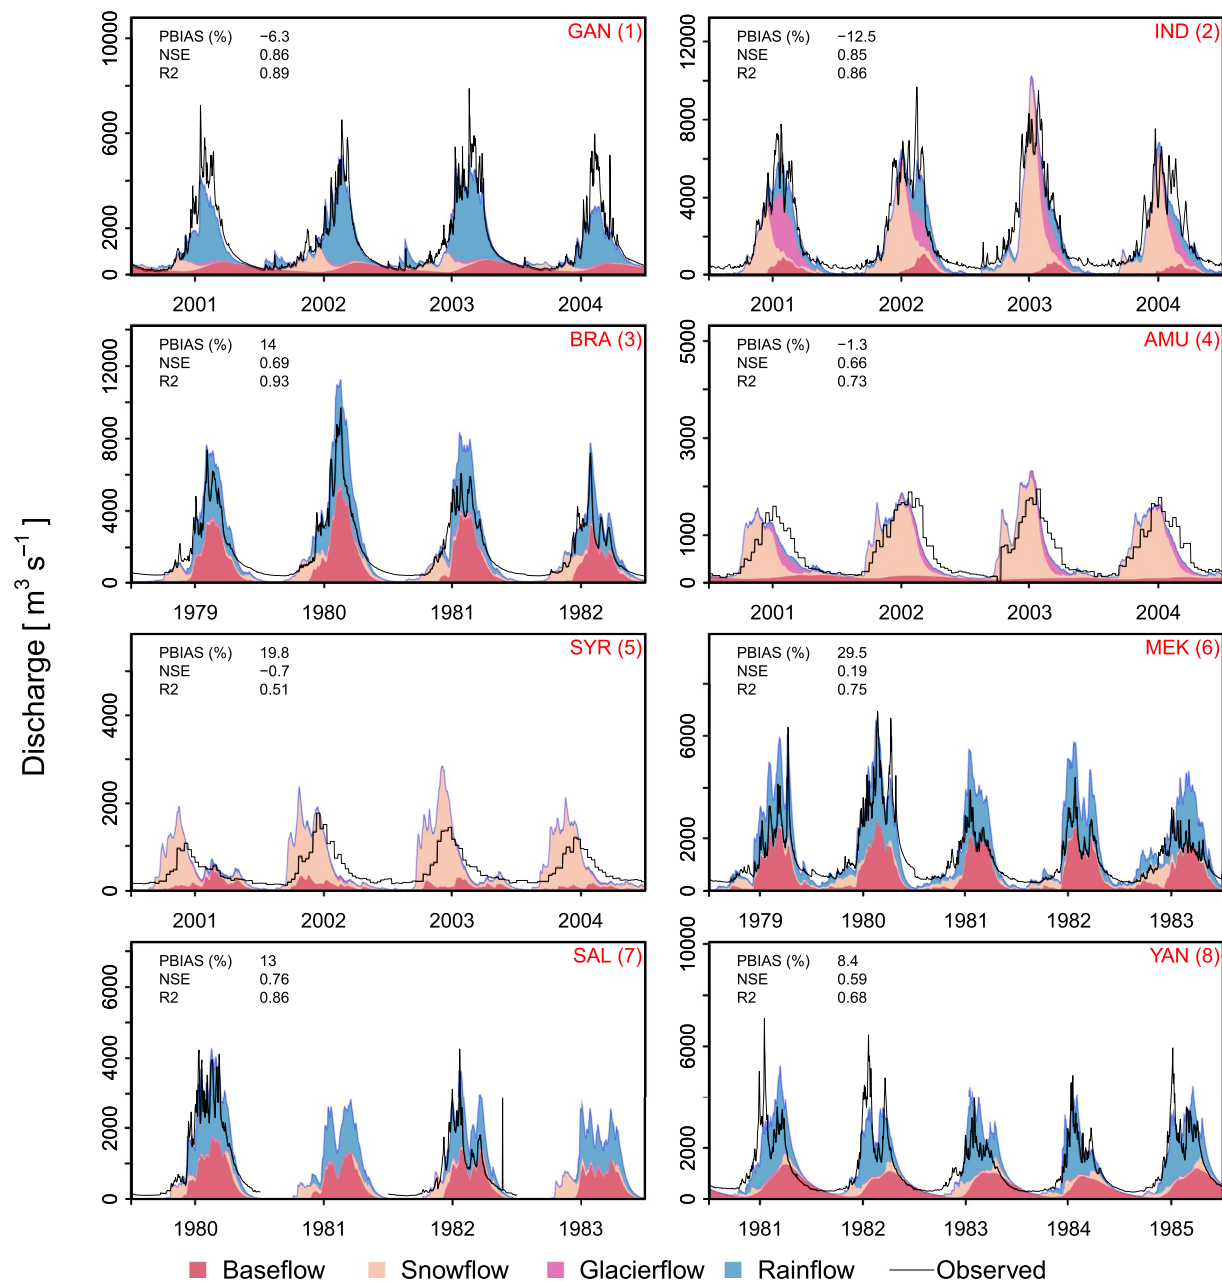 Discharge [ m³ s⁻¹ ]
GAN (1)
PBIAS (%) −6.3
NSE 0.86
R2 0.89
10000
6000
2000
0
2001 2002 2003 2004
IND (2)
PBIAS (%) −12.5
NSE 0.85
R2 0.86
12000
8000
4000
0
2001 2002 2003 2004
BRA (3)
PBIAS (%) 14
NSE 0.69
R2 0.93
12000
8000
4000
0
1979 1980 1981 1982
AMU (4)
PBIAS (%) −1.3
NSE 0.66
R2 0.73
5000
3000
1000
0
2001 2002 2003 2004
SYR (5)
PBIAS (%) 19.8
NSE −0.7
R2 0.51
4000
2000
0
2001 2002 2003 2004
MEK (6)
PBIAS (%) 29.5
NSE 0.19
R2 0.75
6000
2000
0
1979 1980 1981 1982 1983
SAL (7)
PBIAS (%) 13
NSE 0.76
R2 0.86
6000
4000
2000
0
1980 1981 1982 1983
YAN (8)
PBIAS (%) 8.4
NSE 0.59
R2 0.68
10000
6000
2000
0
1981 1982 1983 1984 1985
Baseflow Snowflow Glacierflow Rainflow Observed